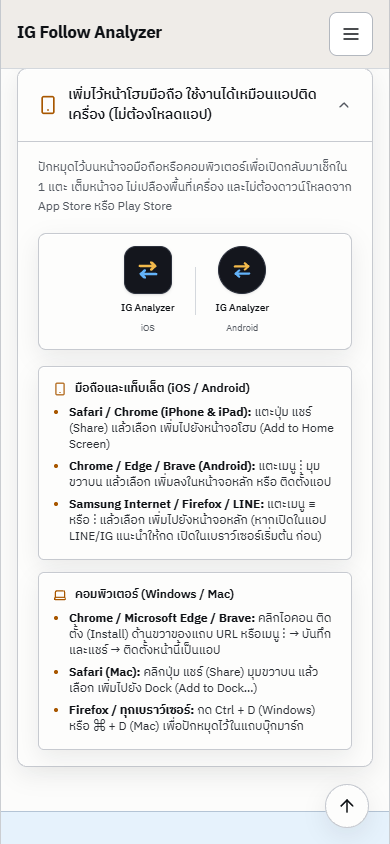 IG Follow Analyzer
เพิ่มไว้หน้าโฮมมือถือ ใช้งานได้เหมือนแอปติด
เครื่อง (ไม่ต้องโหลดแอป)
ปักหมุดไว้บนหน้าจอมือถือหรือคอมพิวเตอร์เพื่อเปิดกลับมาเช็กใน
1 แตะ เต็มหน้าจอ ไม่เปลืองพื้นที่เครื่อง และไม่ต้องดาวน์โหลดจาก
App Store หรือ Play Store
IG Analyzer IG Analyzer
iOS Android
มือถือและแท็บเล็ต (iOS / Android)
• Safari / Chrome (iPhone & iPad): แตะปุ่ม แชร์
(Share) แล้วเลือก เพิ่มไปยังหน้าจอโฮม (Add to Home
Screen)
• Chrome / Edge / Brave (Android): แตะเมนู ⋮ มุม
ขวาบน แล้วเลือก เพิ่มลงในหน้าจอหลัก หรือ ติดตั้งแอป
• Samsung Internet / Firefox / LINE: แตะเมนู ≡
หรือ ⋮ แล้วเลือก เพิ่มไปยังหน้าจอหลัก (หากเปิดในแอป
LINE/IG แนะนำให้กด เปิดในเบราว์เซอร์เริ่มต้น ก่อน)
คอมพิวเตอร์ (Windows / Mac)
• Chrome / Microsoft Edge / Brave: คลิกไอคอน ติด
ตั้ง (Install) ด้านขวาของแถบ URL หรือเมนู ⋮ → บันทึก
และแชร์ → ติดตั้งหน้านี้เป็นแอป
• Safari (Mac): คลิกปุ่ม แชร์ (Share) มุมขวาบน แล้ว
เลือก เพิ่มไปยัง Dock (Add to Dock...)
• Firefox / ทุกเบราว์เซอร์: กด Ctrl + D (Windows)
หรือ ⌘ + D (Mac) เพื่อปักหมุดไว้ในแถบบุ๊กมาร์ก